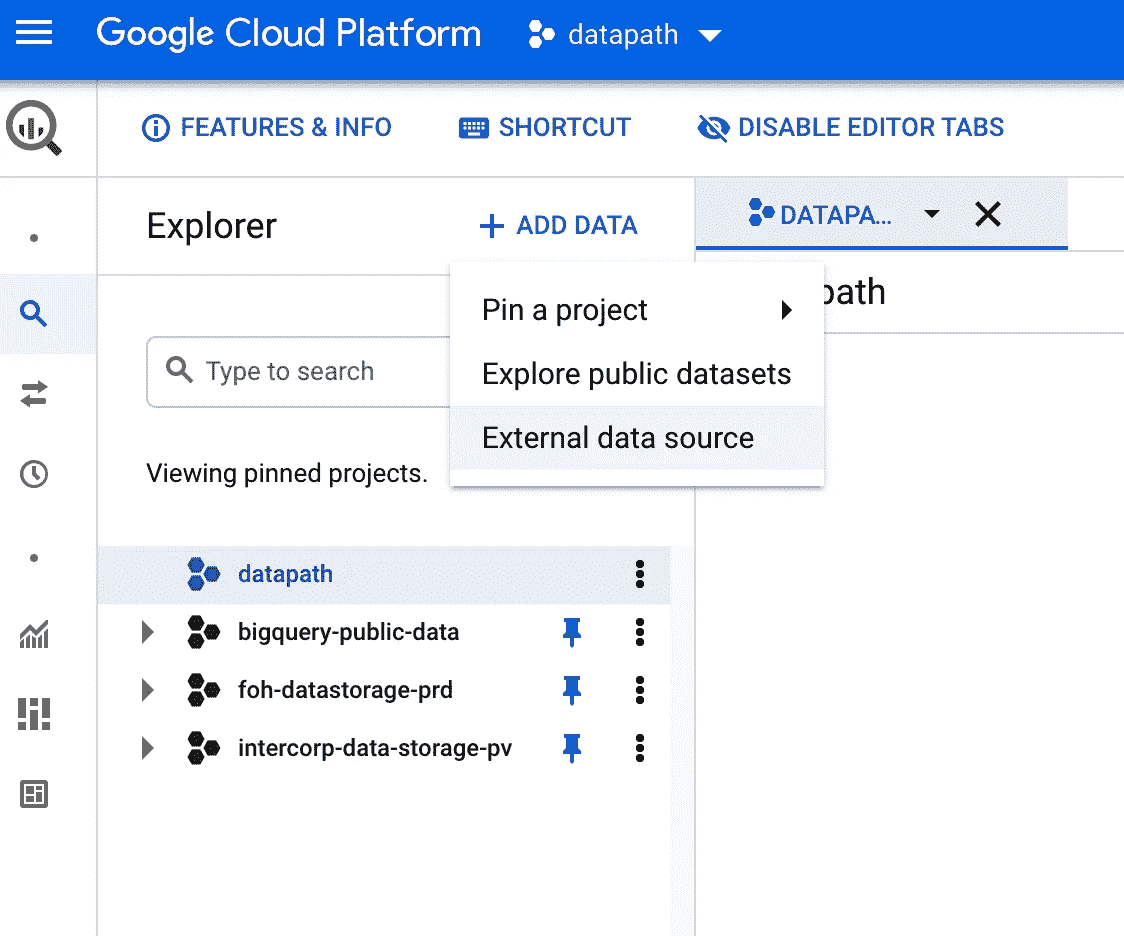 Google Cloud Platform datapath
FEATURES & INFO SHORTCUT DISABLE EDITOR TABS
Explorer + ADD DATA DATAPA...
Pin a project
Explore public datasets
External data source
Type to search
Viewing pinned projects.
datapath
bigquery-public-data
foh-datastorage-prd
intercorp-data-storage-pv